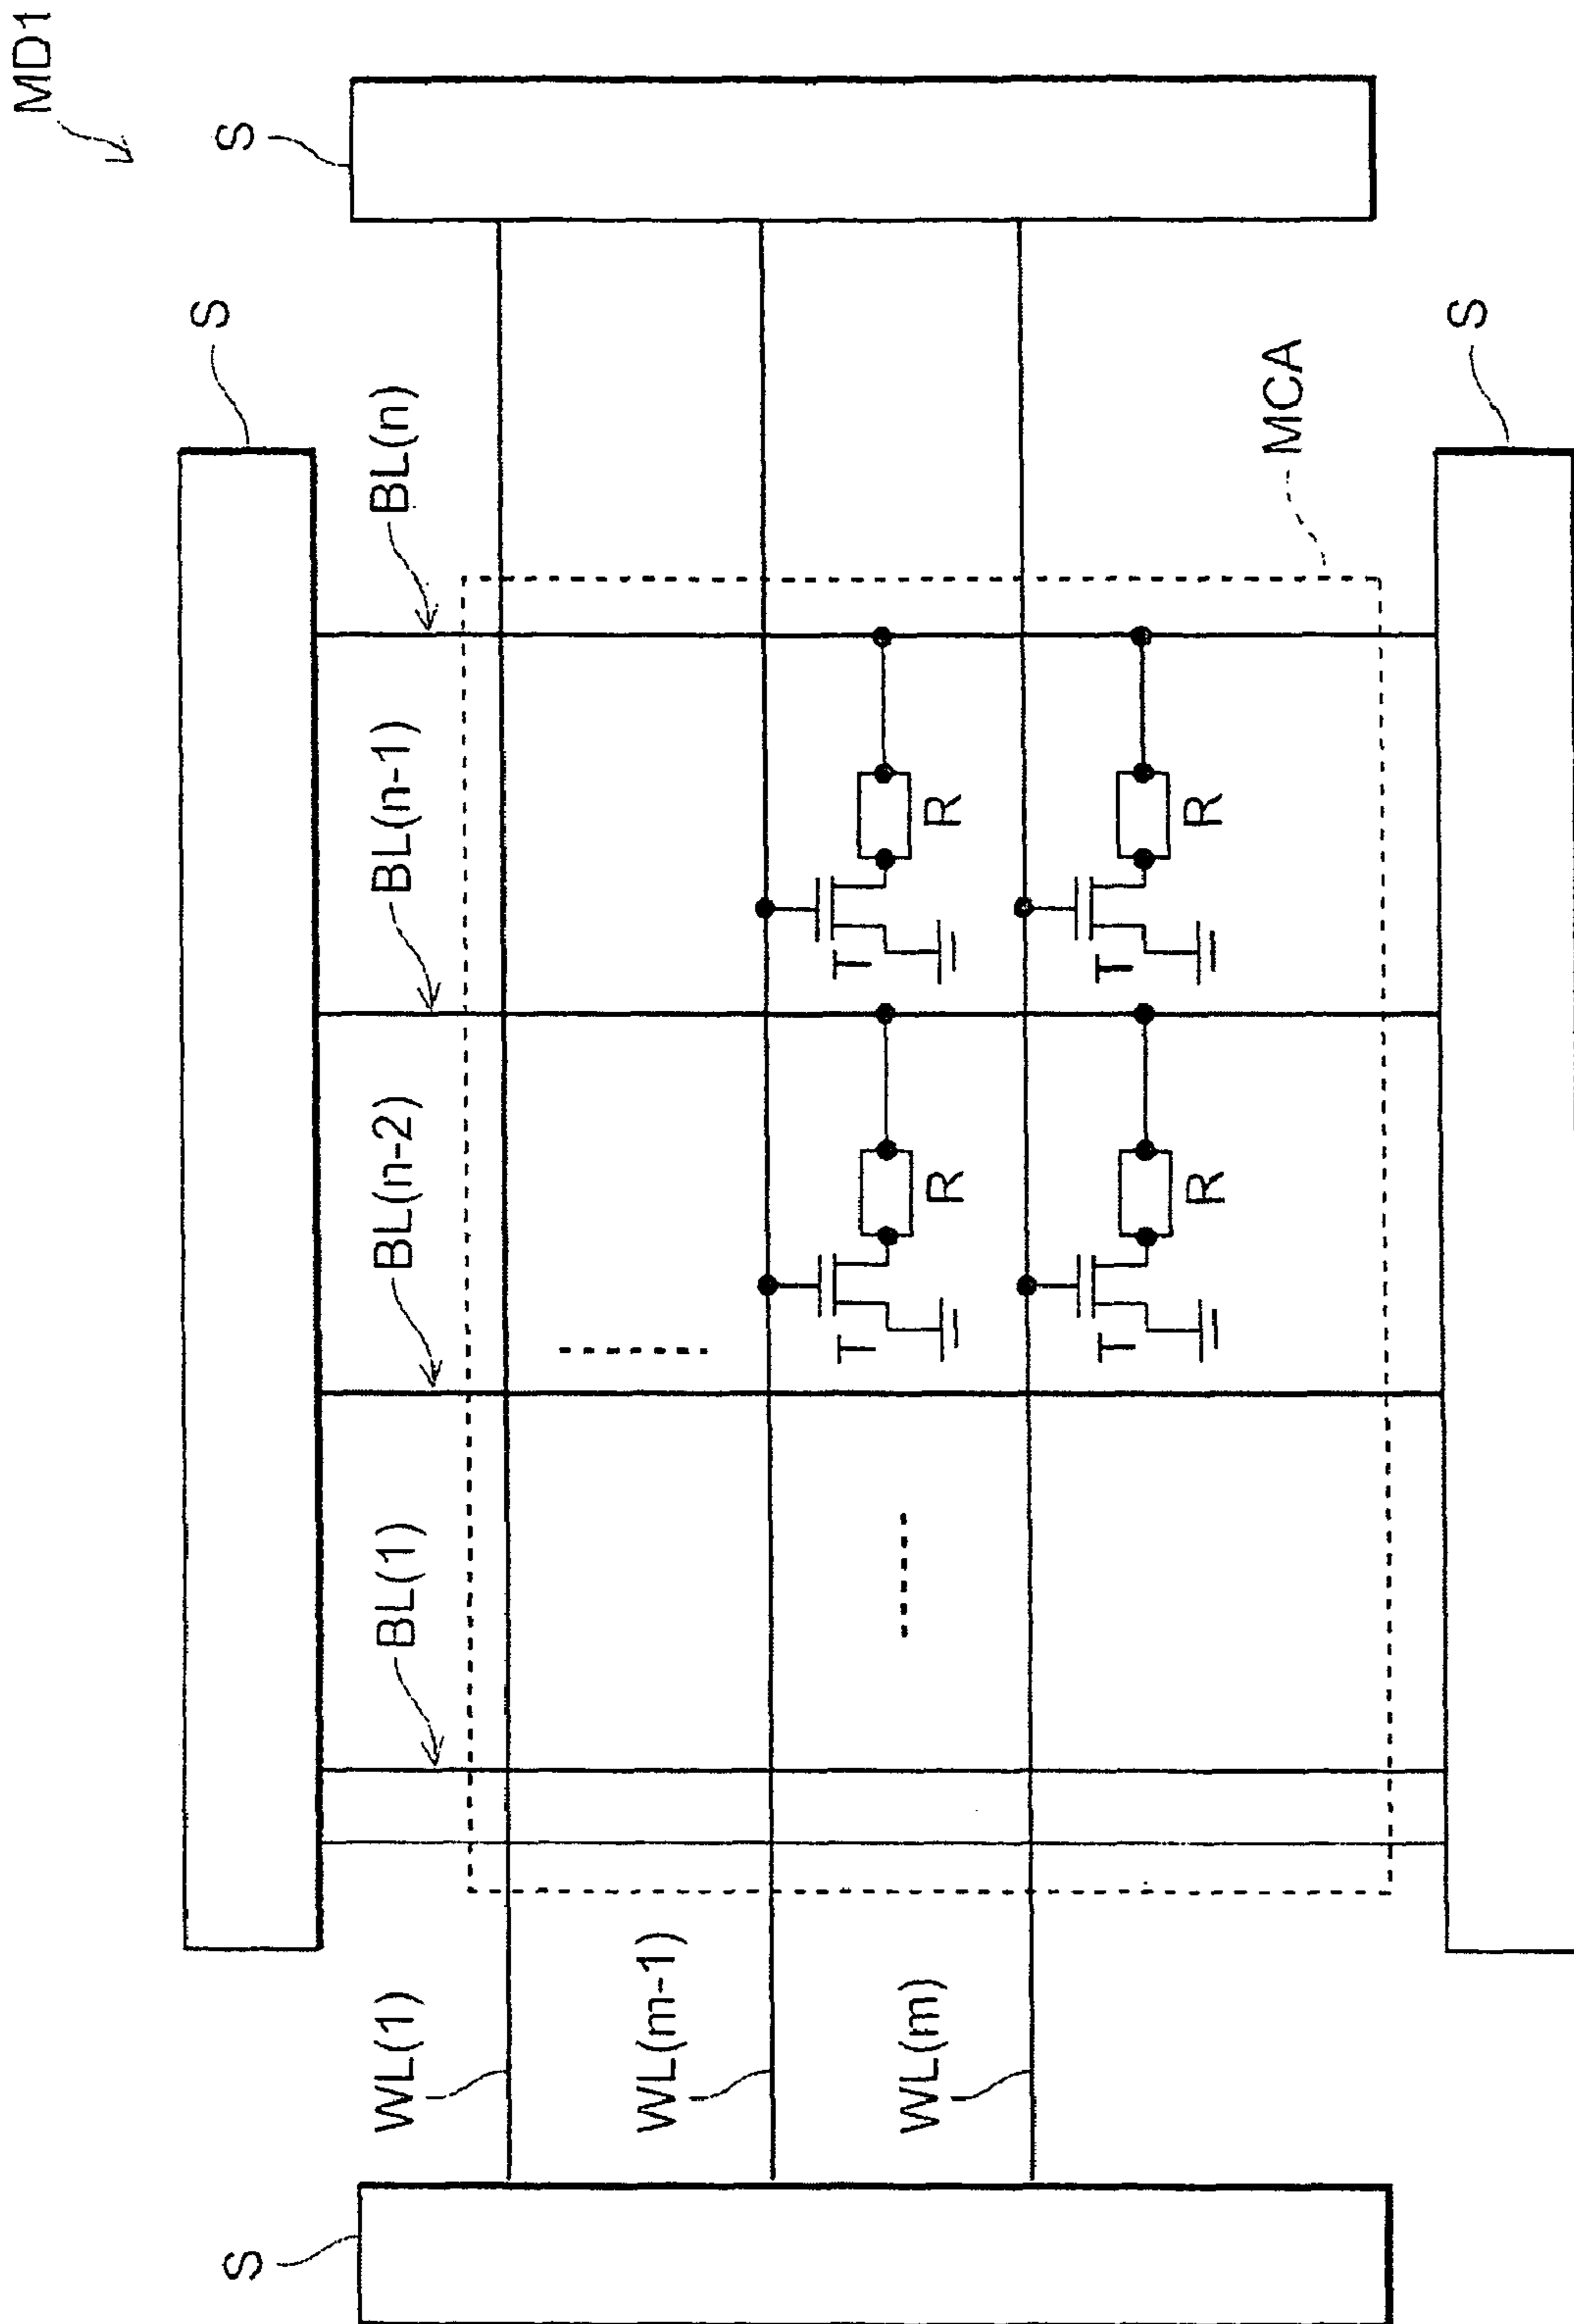 MD1
S
S
S
WL(1)
BL(1)
BL(n-2)
BL(n-1)
BL(n)
WL(m-1)
T
T
WL(m)
R
R
T
T
R
R
MCA
S